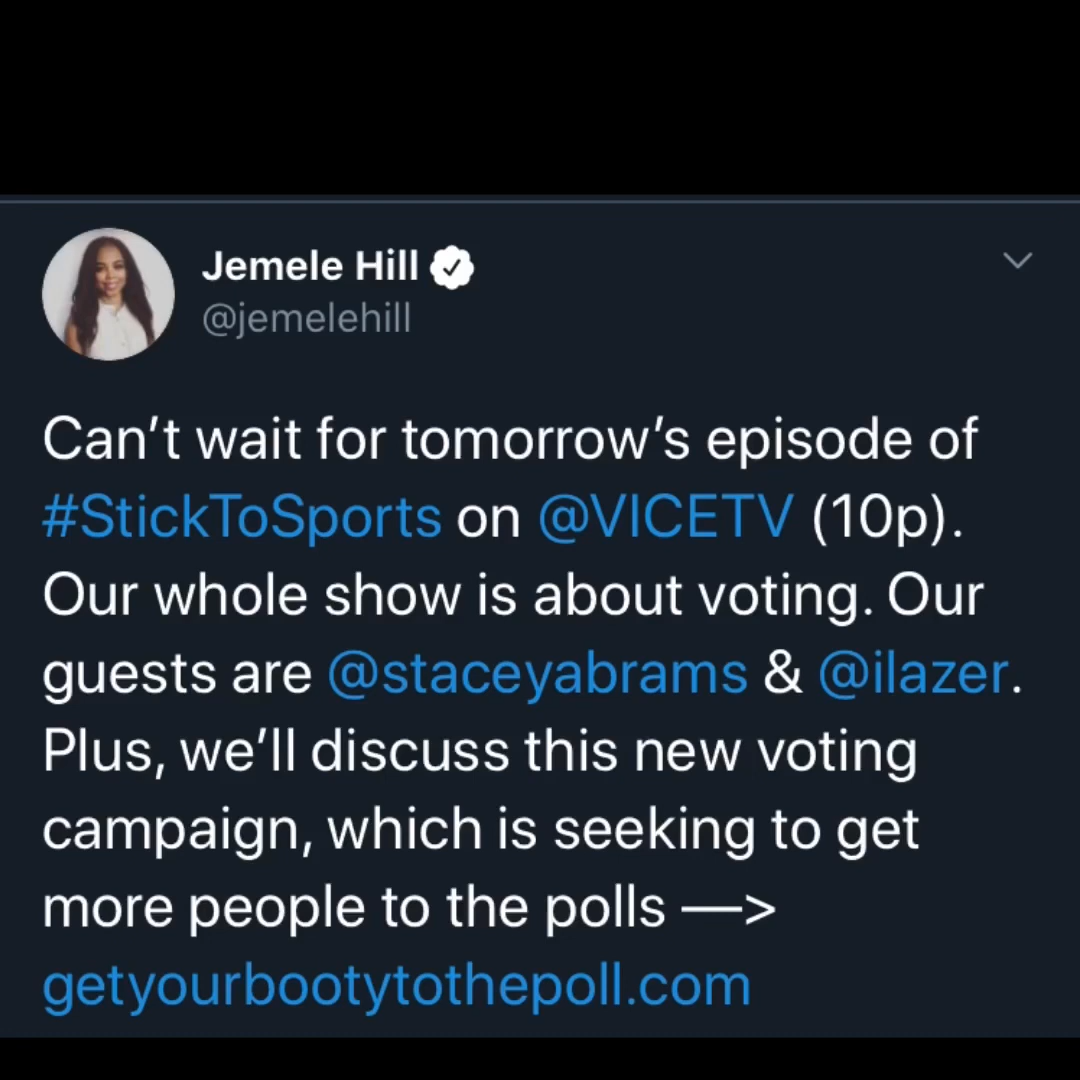 Jemele Hill
@jemelehill
Can’t wait for tomorrow’s episode of
#StickToSports on @VICETV (10p).
Our whole show is about voting. Our
guests are @staceyabrams & @ilazer.
Plus, we’ll discuss this new voting
campaign, which is seeking to get
more people to the polls —>
getyourbootytothepoll.com